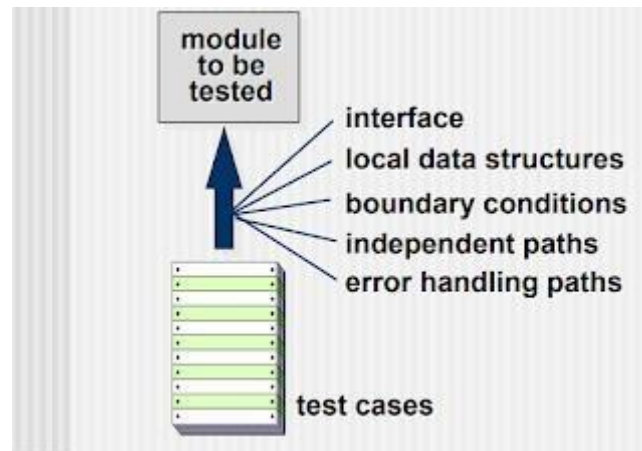 module
to be
tested
interface
local data structures
boundary conditions
independent paths
error handling paths
test cases